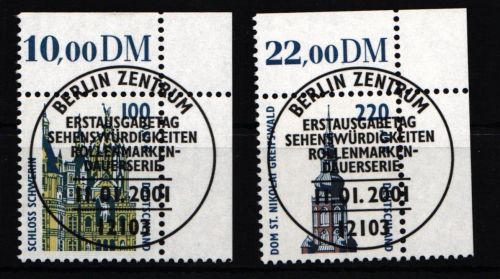 10,00DM
BERLIN ZENTRUM
100
ERSTAUSGABETAG
SEHENSWÜRDIGKEITEN
ROLLENMARKEN-
DAUERSERIE
11.01.2001
12103
SCHLOSS SCHWERIN
22,00DM
BERLIN ZENTRUM
220
ERSTAUSGABETAG
SEHENSWÜRDIGKEITEN
ROLLENMARKEN-
DAUERSERIE
11.01.2001
12103
DOM ST. NIKOLAI GREIFSWALD